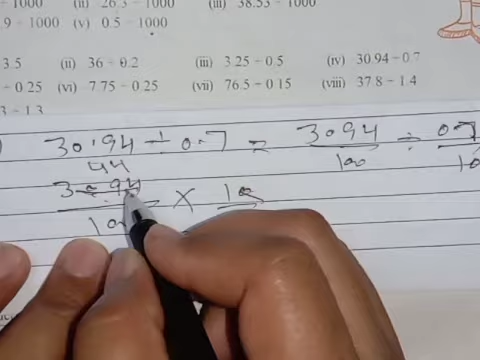 ÷ 1000 (ii) 26.3 ÷ 1000 (iii) 38.53 ÷ 1000
.9 ÷ 1000 (v) 0.5 ÷ 1000
3.5 (ii) 36 ÷ 0.2 (iii) 3.25 ÷ 0.5 (iv) 30.94 ÷ 0.7
÷ 0.25 (vi) 7.75 ÷ 0.25 (vii) 76.5 ÷ 0.15 (viii) 37.8 ÷ 1.4
3 ÷ 1.3
30.94 ÷ 0.7 = 3094 ÷ 0.7
100 10
44
3094 × 10
100